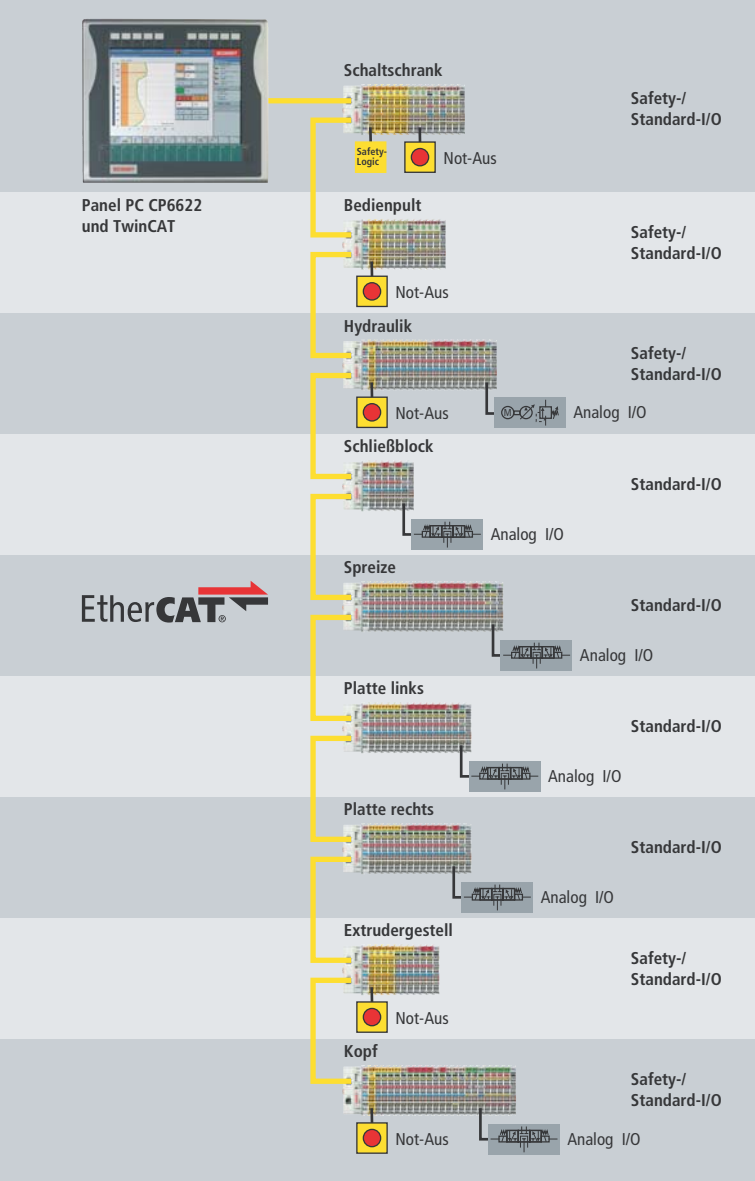 Schaltschrank
Safety-/
Standard-I/O
Safety-
Logic
Not-Aus
Panel PC CP6622
und TwinCAT
Bedienpult
Safety-/
Standard-I/O
Not-Aus
Hydraulik
Safety-/
Standard-I/O
Not-Aus
M
Analog I/O
Schließblock
Standard-I/O
Analog I/O
Spreize
EtherCAT®
Standard-I/O
Analog I/O
Platte links
Standard-I/O
Analog I/O
Platte rechts
Standard-I/O
Analog I/O
Extrudergestell
Safety-/
Standard-I/O
Not-Aus
Kopf
Safety-/
Standard-I/O
Not-Aus
Analog I/O